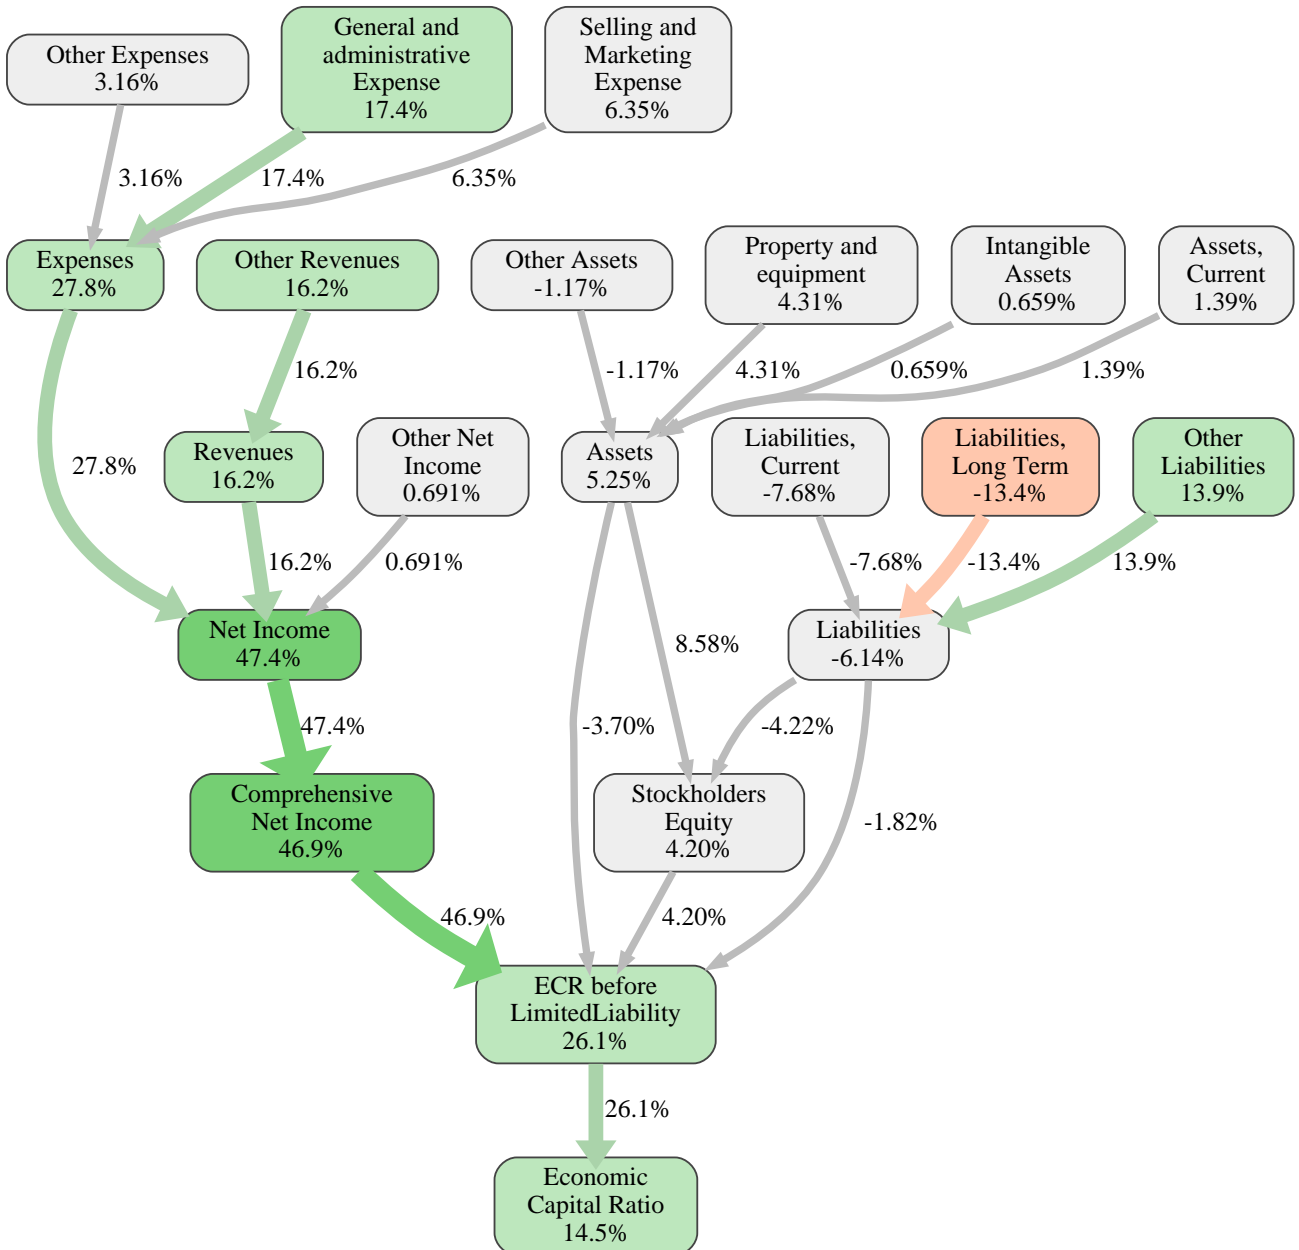 Other Expenses
3.16%
General and
administrative
Expense
17.4%
Selling and
Marketing
Expense
6.35%
3.16%
17.4%
6.35%
Expenses
27.8%
Other Revenues
16.2%
Other Assets
-1.17%
Property and
equipment
4.31%
Intangible
Assets
0.659%
Assets,
Current
1.39%
16.2%
-1.17%
4.31%
0.659%
1.39%
27.8%
Revenues
16.2%
Other Net
Income
0.691%
Assets
5.25%
Liabilities,
Current
-7.68%
Liabilities,
Long Term
-13.4%
Other
Liabilities
13.9%
16.2%
0.691%
-7.68%
-13.4%
13.9%
Net Income
47.4%
8.58%
Liabilities
-6.14%
47.4%
-3.70%
-4.22%
Comprehensive
Net Income
46.9%
Stockholders
Equity
4.20%
-1.82%
46.9%
4.20%
ECR before
LimitedLiability
26.1%
26.1%
Economic
Capital Ratio
14.5%